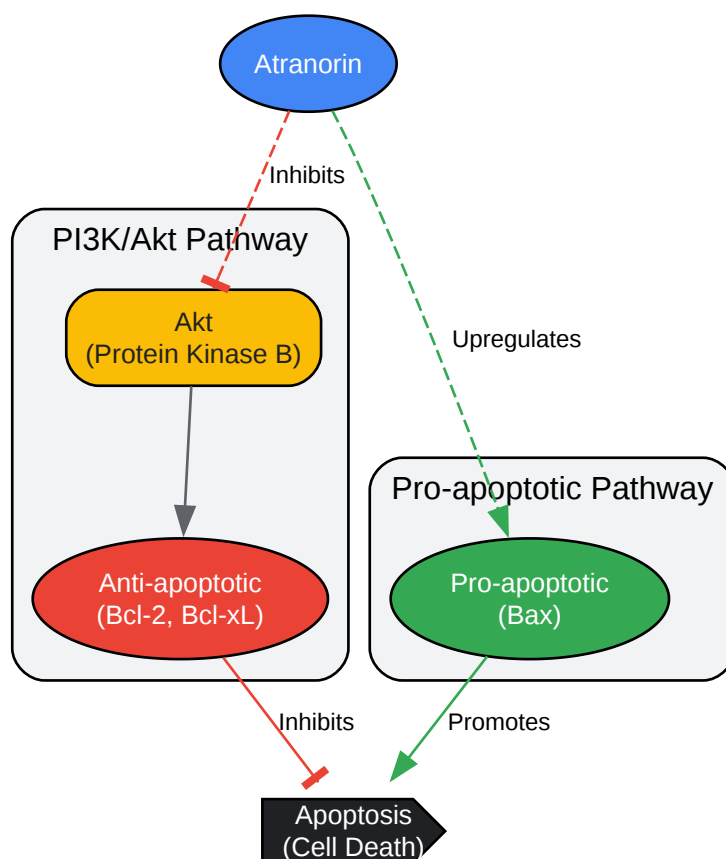 Atranorin
Inhibits
PI3K/Akt Pathway
Akt
(Protein Kinase B)
Upregulates
Pro-apoptotic Pathway
Anti-apoptotic
(Bcl-2, Bcl-xL)
Pro-apoptotic
(Bax)
Inhibits
Promotes
Apoptosis
(Cell Death)